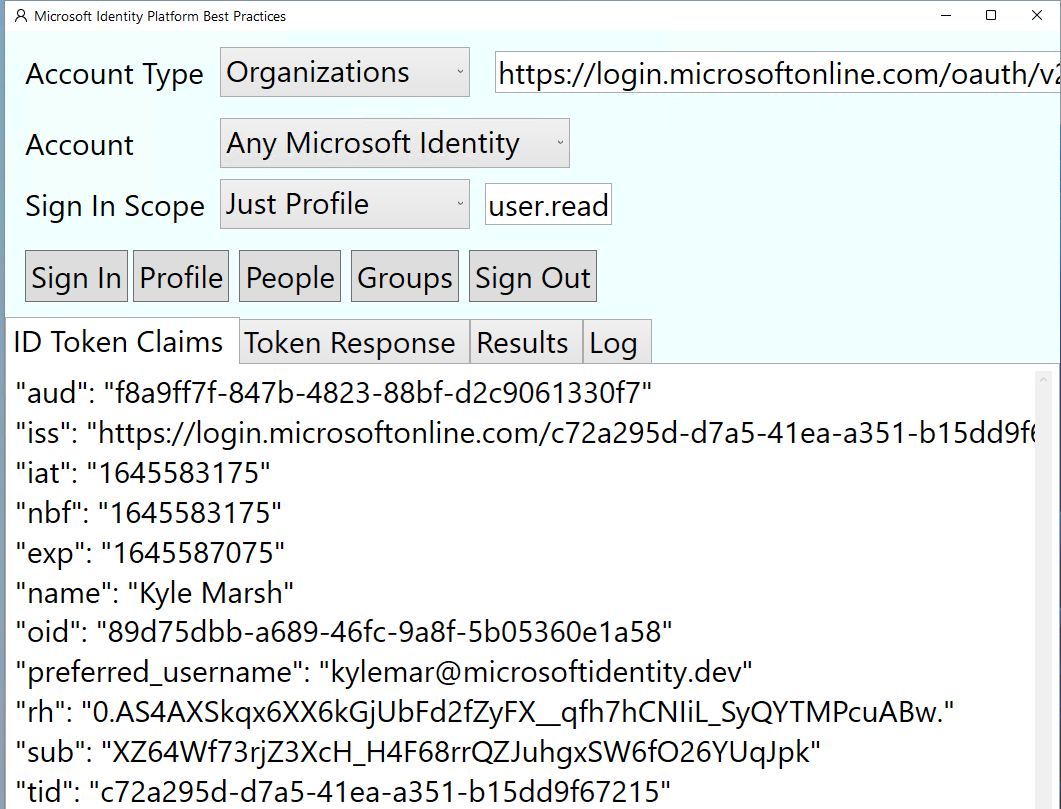 Microsoft Identity Platform Best Practices
Account Type Organizations https://login.microsoftonline.com/oauth/v2
Account Any Microsoft Identity
Sign In Scope Just Profile user.read
Sign In Profile People Groups Sign Out
ID Token Claims Token Response Results Log
"aud": "f8a9ff7f-847b-4823-88bf-d2c9061330f7"
"iss": "https://login.microsoftonline.com/c72a295d-d7a5-41ea-a351-b15dd9f6
"iat": "1645583175"
"nbf": "1645583175"
"exp": "1645587075"
"name": "Kyle Marsh"
"oid": "89d75dbb-a689-46fc-9a8f-5b05360e1a58"
"preferred_username": "kylemar@microsoftidentity.dev"
"rh": "0.AS4AXSkqx6XX6kGjUbFd2fZyFX__qfh7hCNIiL_SyQYTMPcuABw."
"sub": "XZ64Wf73rjZ3XcH_H4F68rrQZJuhgxSW6fO26YUqJpk"
"tid": "c72a295d-d7a5-41ea-a351-b15dd9f67215"